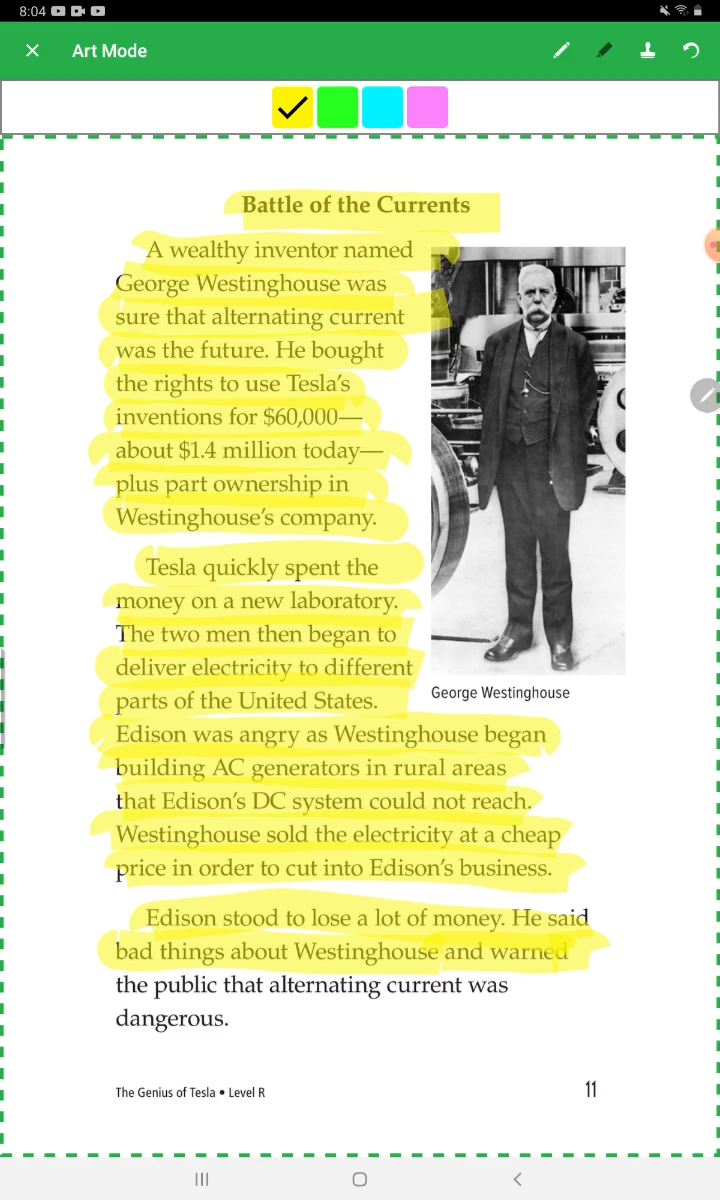 8:04
Art Mode
Battle of the Currents
A wealthy inventor named
George Westinghouse was
sure that alternating current
was the future. He bought
the rights to use Tesla's
inventions for $60,000—
about $1.4 million today—
plus part ownership in
Westinghouse's company.
Tesla quickly spent the
money on a new laboratory.
The two men then began to
deliver electricity to different
parts of the United States.
Edison was angry as Westinghouse began
building AC generators in rural areas
that Edison's DC system could not reach.
Westinghouse sold the electricity at a cheap
price in order to cut into Edison's business.
George Westinghouse
Edison stood to lose a lot of money. He said
bad things about Westinghouse and warned
the public that alternating current was
dangerous.
The Genius of Tesla • Level R
11